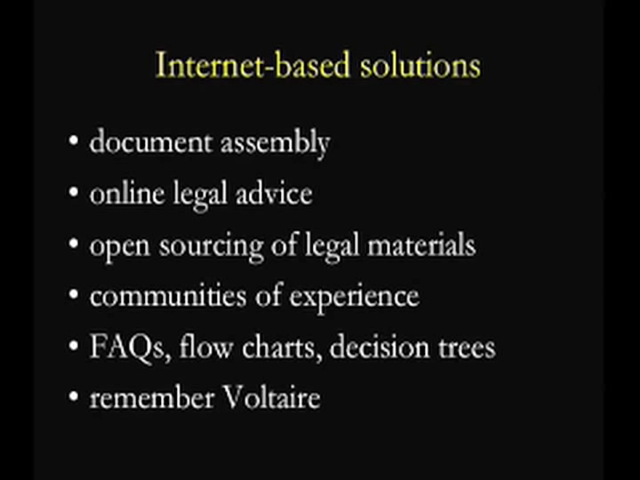 Internet-based solutions
• document assembly
• online legal advice
• open sourcing of legal materials
• communities of experience
• FAQs, flow charts, decision trees
• remember Voltaire